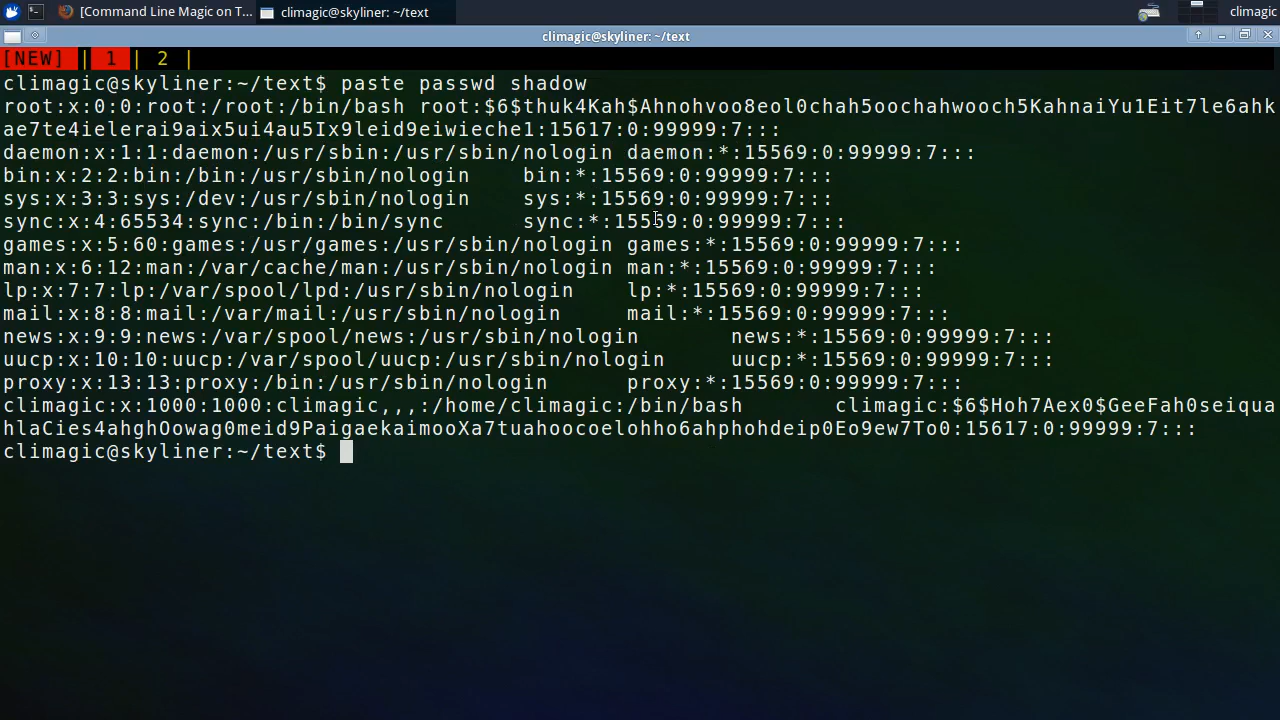 [Command Line Magic on T...
climagic@skyliner: ~/text
climagic
climagic@skyliner: ~/text
[NEW] | 1 | 2 |
climagic@skyliner:~/text$ paste passwd shadow
root:x:0:0:root:/root:/bin/bash root:$6$thuk4Kah$Ahnohvoo8eol0chah5oochahwooch5KahnaiYu1Eit7le6ahk
ae7te4ielerai9aix5ui4au5Ix9leid9eiwieche1:15617:0:99999:7:::
daemon:x:1:1:daemon:/usr/sbin:/usr/sbin/nologin daemon:*:15569:0:99999:7:::
bin:x:2:2:bin:/bin:/usr/sbin/nologin bin:*:15569:0:99999:7:::
sys:x:3:3:sys:/dev:/usr/sbin/nologin sys:*:15569:0:99999:7:::
sync:x:4:65534:sync:/bin:/bin/sync sync:*:15569:0:99999:7:::
games:x:5:60:games:/usr/games:/usr/sbin/nologin games:*:15569:0:99999:7:::
man:x:6:12:man:/var/cache/man:/usr/sbin/nologin man:*:15569:0:99999:7:::
lp:x:7:7:lp:/var/spool/lpd:/usr/sbin/nologin lp:*:15569:0:99999:7:::
mail:x:8:8:mail:/var/mail:/usr/sbin/nologin mail:*:15569:0:99999:7:::
news:x:9:9:news:/var/spool/news:/usr/sbin/nologin news:*:15569:0:99999:7:::
uucp:x:10:10:uucp:/var/spool/uucp:/usr/sbin/nologin uucp:*:15569:0:99999:7:::
proxy:x:13:13:proxy:/bin:/usr/sbin/nologin proxy:*:15569:0:99999:7:::
climagic:x:1000:1000:climagic,,,:/home/climagic:/bin/bash climagic:$6$Hoh7Aex0$GeeFah0seiqua
hlaCies4ahghOowag0meid9PaigaekaimooXa7tuahoocoelohho6ahphohdeip0Eo9ew7To0:15617:0:99999:7:::
climagic@skyliner:~/text$